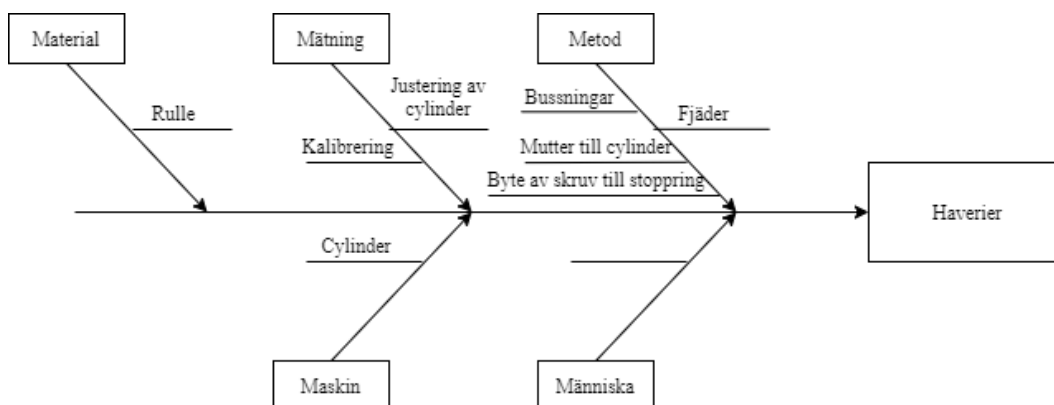 Material
Mätning
Metod
Rulle
Justering av
cylinder
Kalibrering
Bussningar
Fjäder
Mutter till cylinder
Byte av skruv till stoppring
Haverier
Cylinder
Maskin
Människa